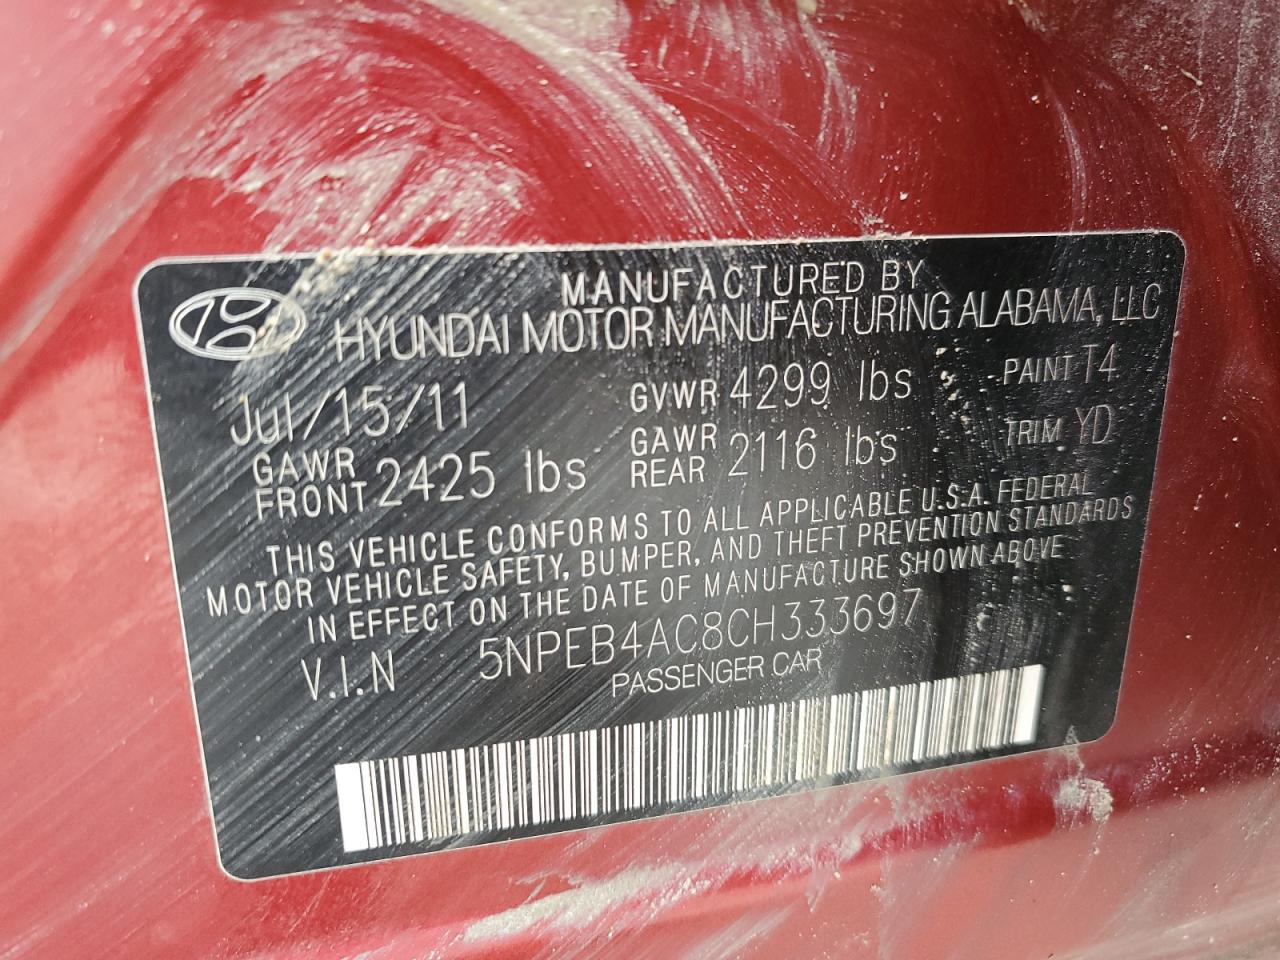 MANUFACTURED BY
HYUNDAI MOTOR MANUFACTURING ALABAMA, LLC
Jul/15/11 GVWR 4299 lbs PAINT T4
GAWR FRONT 2425 lbs GAWR REAR 2116 lbs TRIM YD
THIS VEHICLE CONFORMS TO ALL APPLICABLE U.S.A. FEDERAL
MOTOR VEHICLE SAFETY, BUMPER, AND THEFT PREVENTION STANDARDS
IN EFFECT ON THE DATE OF MANUFACTURE SHOWN ABOVE
V.I.N 5NPEB4AC8CH333697
PASSENGER CAR